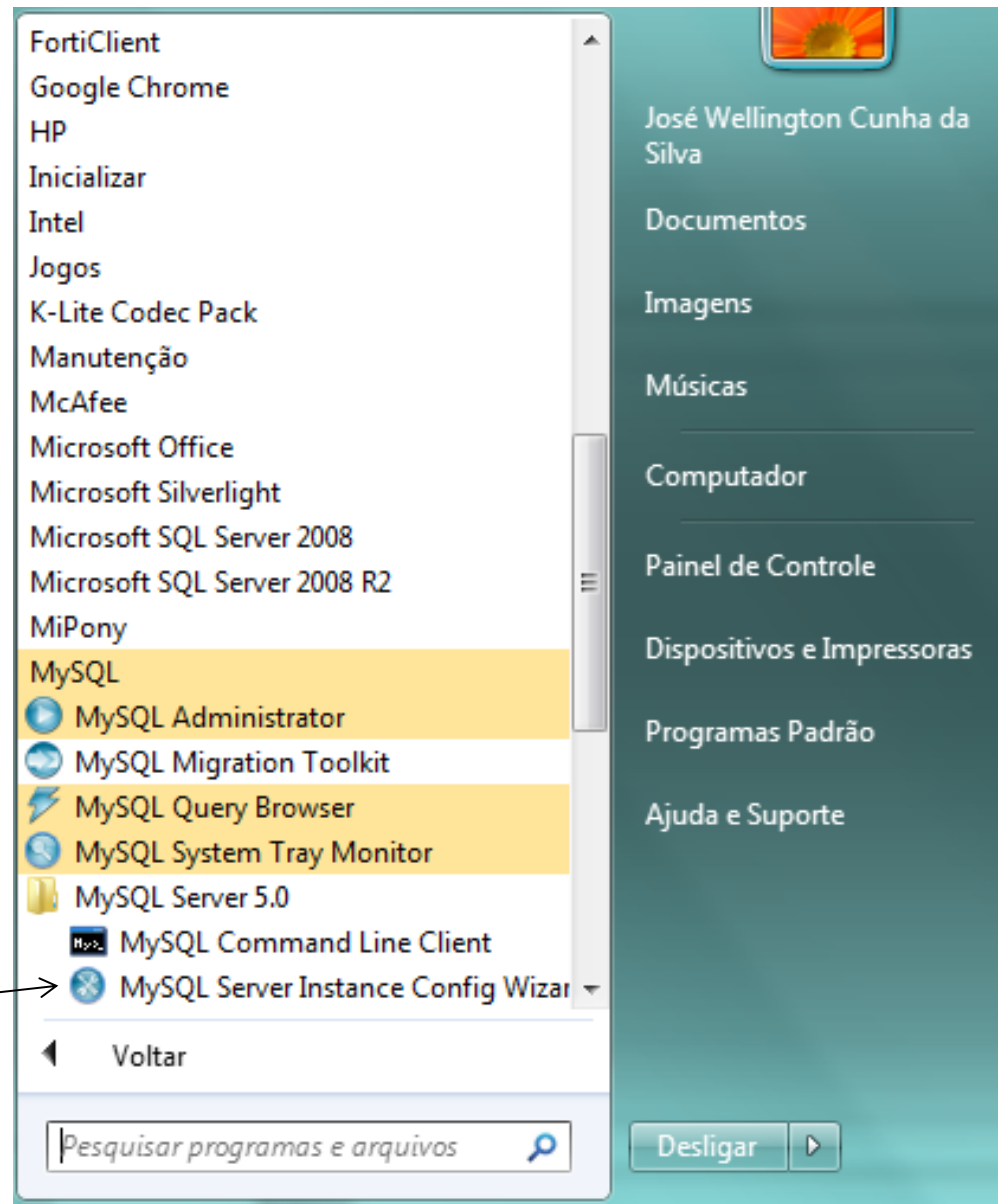 FortiClient
Google Chrome
HP
Inicializar
Intel
Jogos
K-Lite Codec Pack
Manutenção
McAfee
Microsoft Office
Microsoft Silverlight
Microsoft SQL Server 2008
Microsoft SQL Server 2008 R2
MiPony
MySQL
MySQL Administrator
MySQL Migration Toolkit
MySQL Query Browser
MySQL System Tray Monitor
MySQL Server 5.0
MySQL Command Line Client
MySQL Server Instance Config Wizar
Voltar
Pesquisar programas e arquivos
José Wellington Cunha da
Silva
Documentos
Imagens
Músicas
Computador
Painel de Controle
Dispositivos e Impressoras
Programas Padrão
Ajuda e Suporte
Desligar